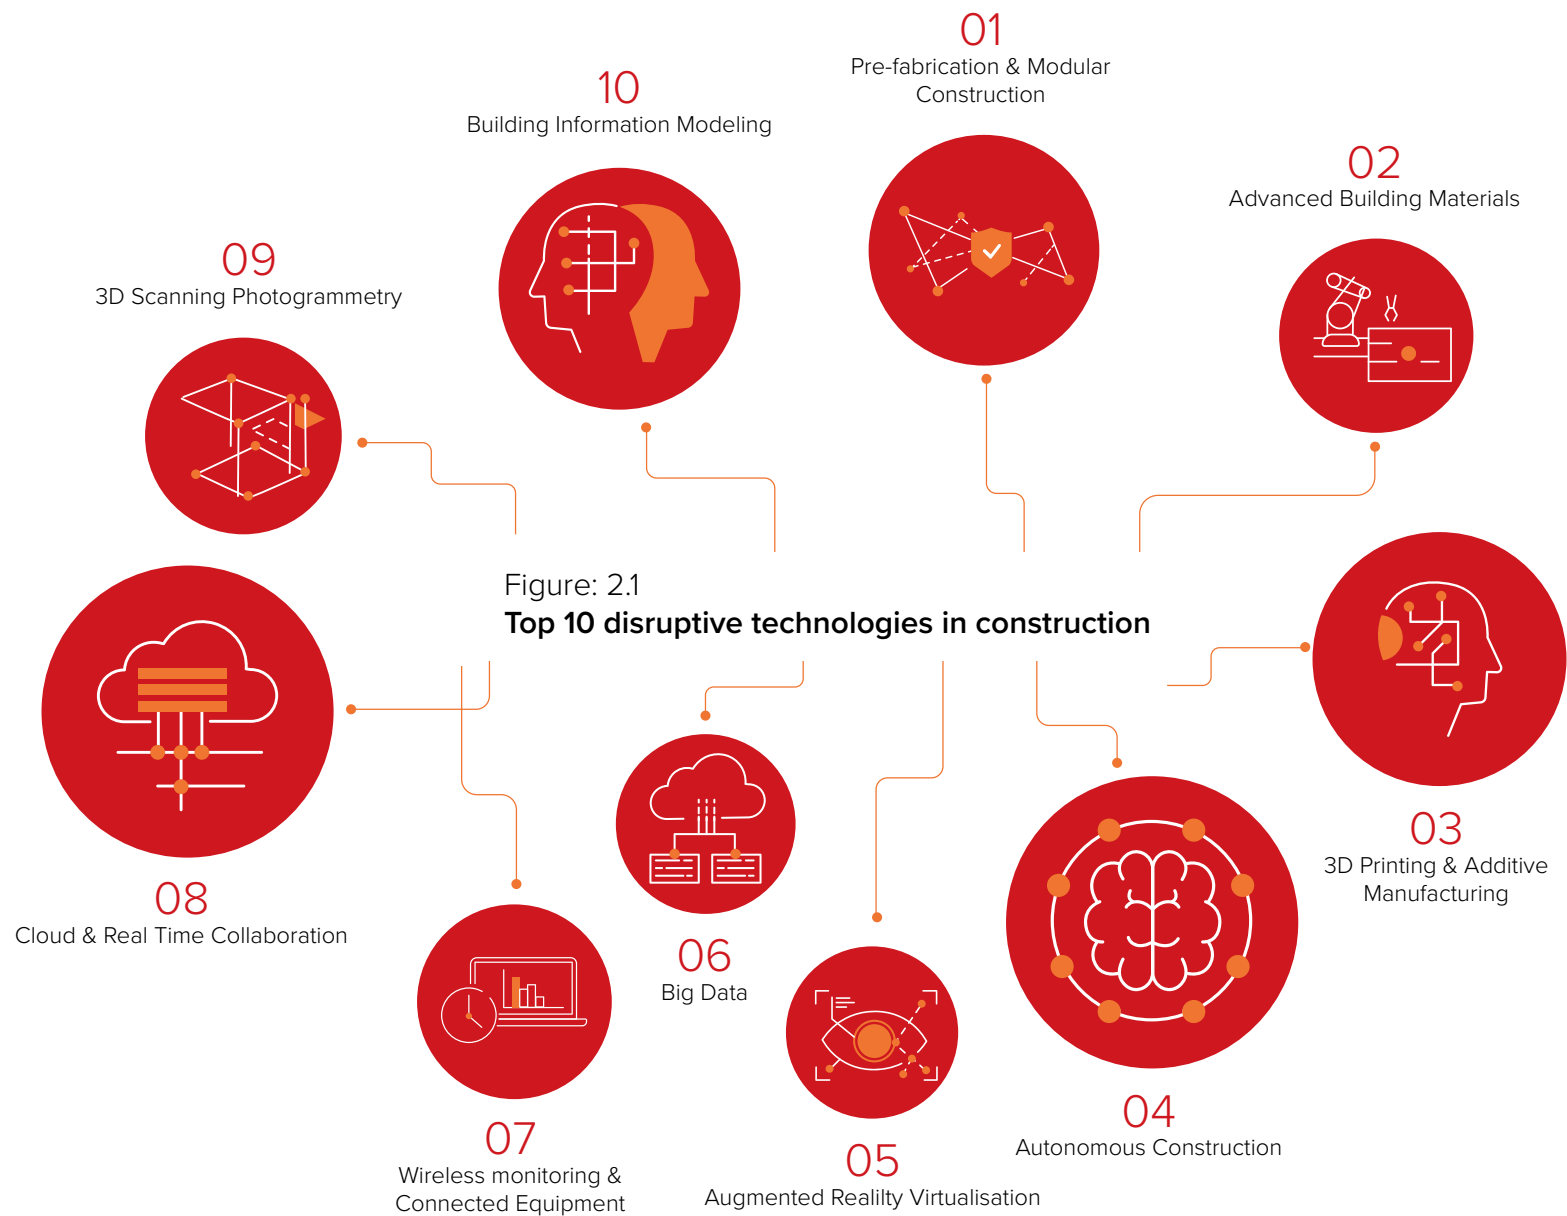 Figure: 2.1
Top 10 disruptive technologies in construction
01
Pre-fabrication & Modular
Construction
02
Advanced Building Materials
03
3D Printing & Additive
Manufacturing
04
Autonomous Construction
05
Augmented Realilty Virtualisation
06
Big Data
07
Wireless monitoring &
Connected Equipment
08
Cloud & Real Time Collaboration
09
3D Scanning Photogrammetry
10
Building Information Modeling